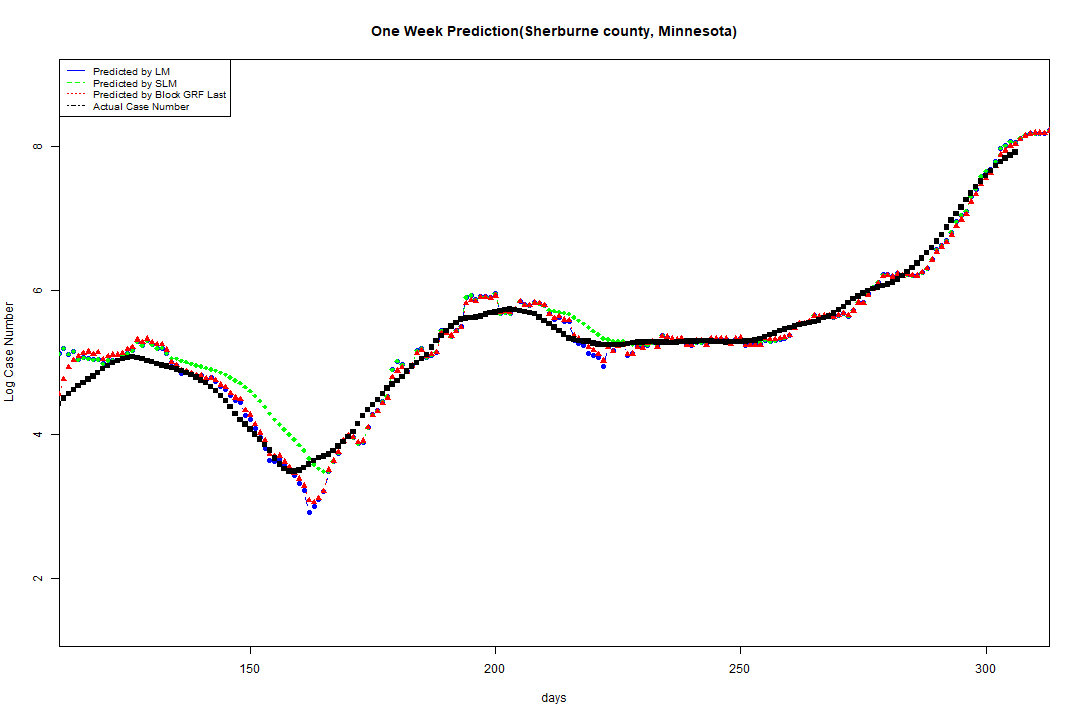 One Week Prediction(Sherburne county, Minnesota)
Predicted by LM
Predicted by SLM
Predicted by Block GRF Last
Actual Case Number
8
6
4
2
Log Case Number
150
200
250
300
days